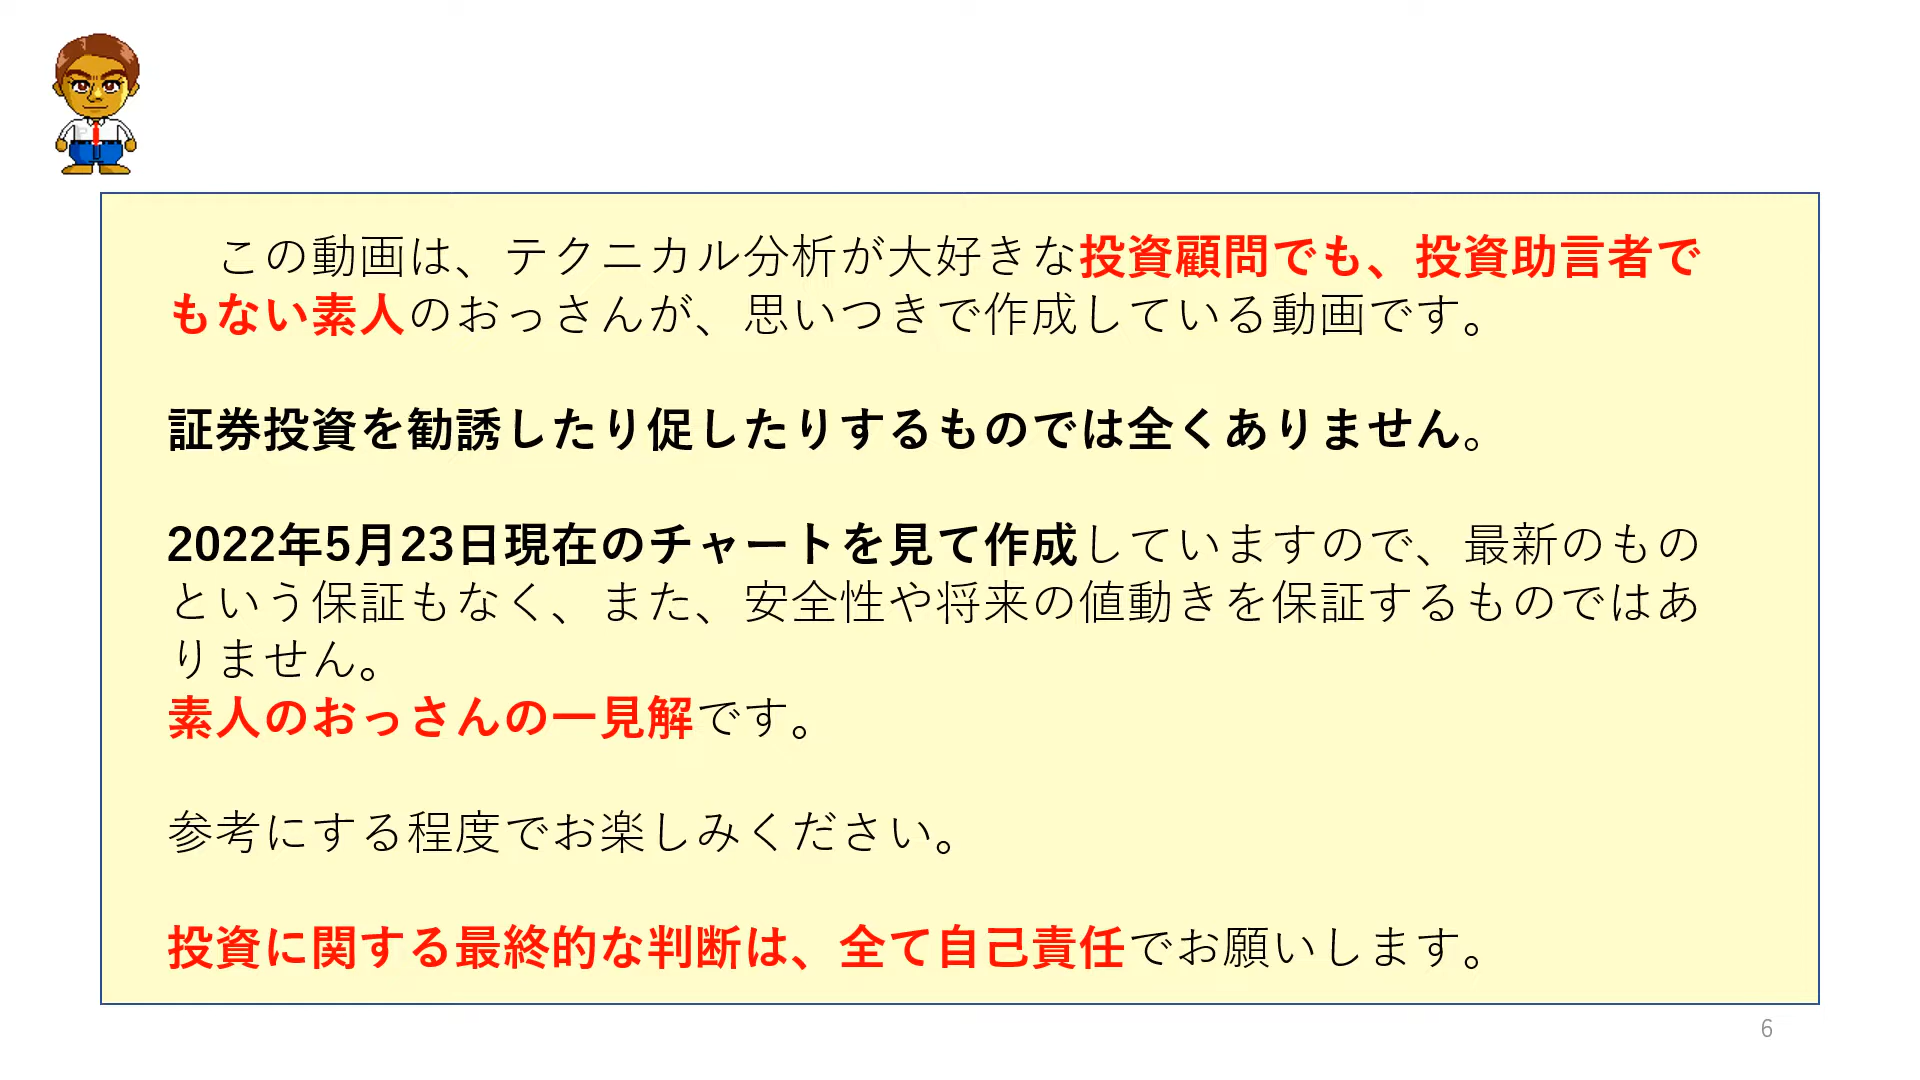 この動画は、テクニカル分析が大好きな投資顧問でも、投資助言者で
もない素人のおっさんが、思いつきで作成している動画です。
証券投資を勧誘したり促したりするものでは全くありません。
2022年5月23日現在のチャートを見て作成していますので、最新のもの
という保証もなく、また、安全性や将来の値動きを保証するものではあ
りません。
素人のおっさんの一見解です。
参考にする程度でお楽しみください。
投資に関する最終的な判断は、全て自己責任でお願いします。
6